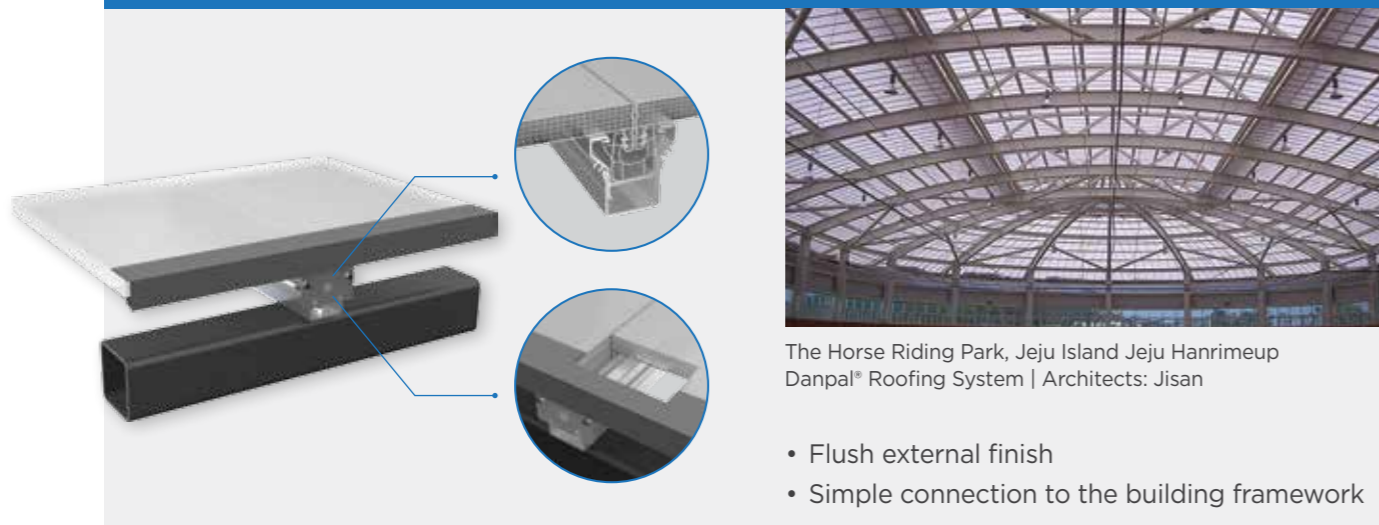 The Horse Riding Park, Jeju Island Jeju Hanrimeup
Danpal® Roofing System | Architects: Jisan
• Flush external finish
• Simple connection to the building framework